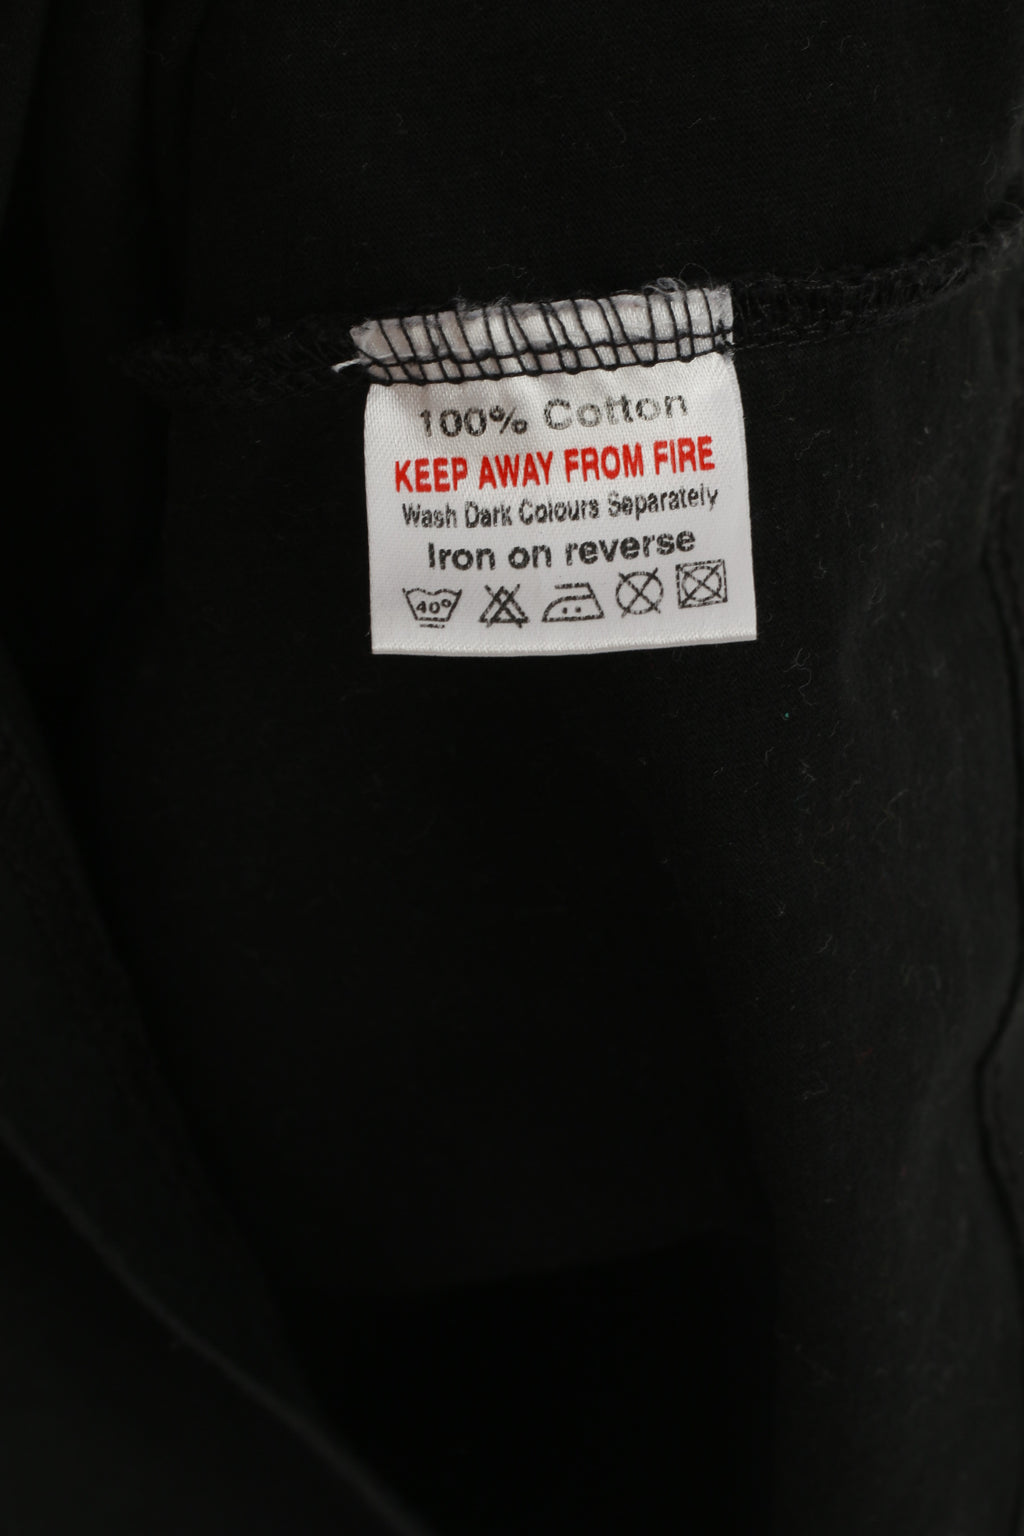 100% Cotton
KEEP AWAY FROM FIRE
Wash Dark Colours Separately
Iron on reverse
40°